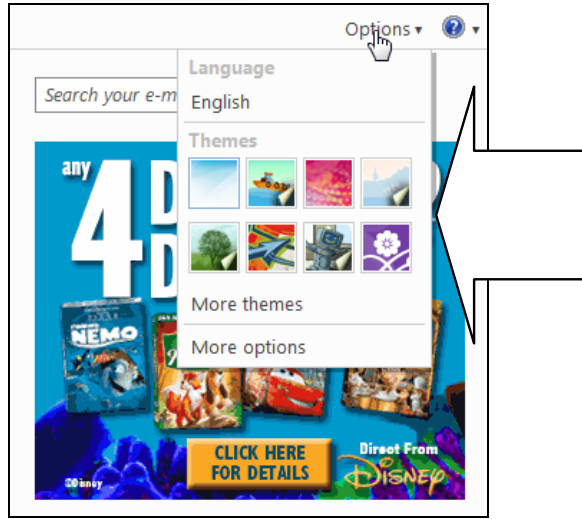 Options
Language
Search your e-m
English
Themes
any
4 D
D
More themes
NEMO
More options
CLICK HERE
FOR DETAILS
Direct From
DISNEY
©Disney